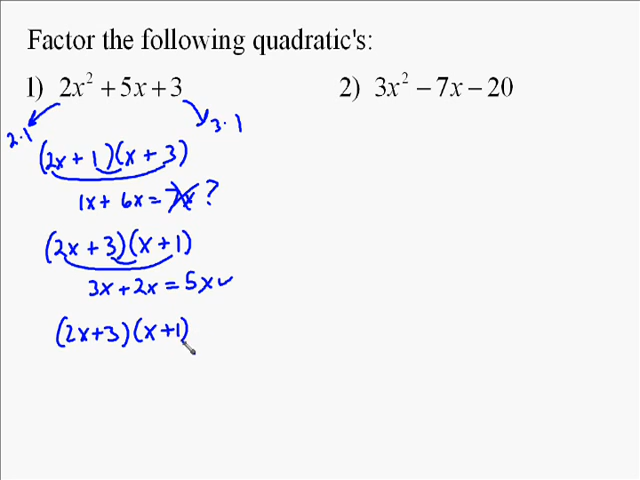 Factor the following quadratic's:
1) 2x² + 5x + 3
2) 3x² − 7x − 20
2·1
3·1
(2x + 1)(x + 3)
1x + 6x = 7x ?
(2x + 3)(x + 1)
3x + 2x = 5x ✓
(2x+3)(x+1)